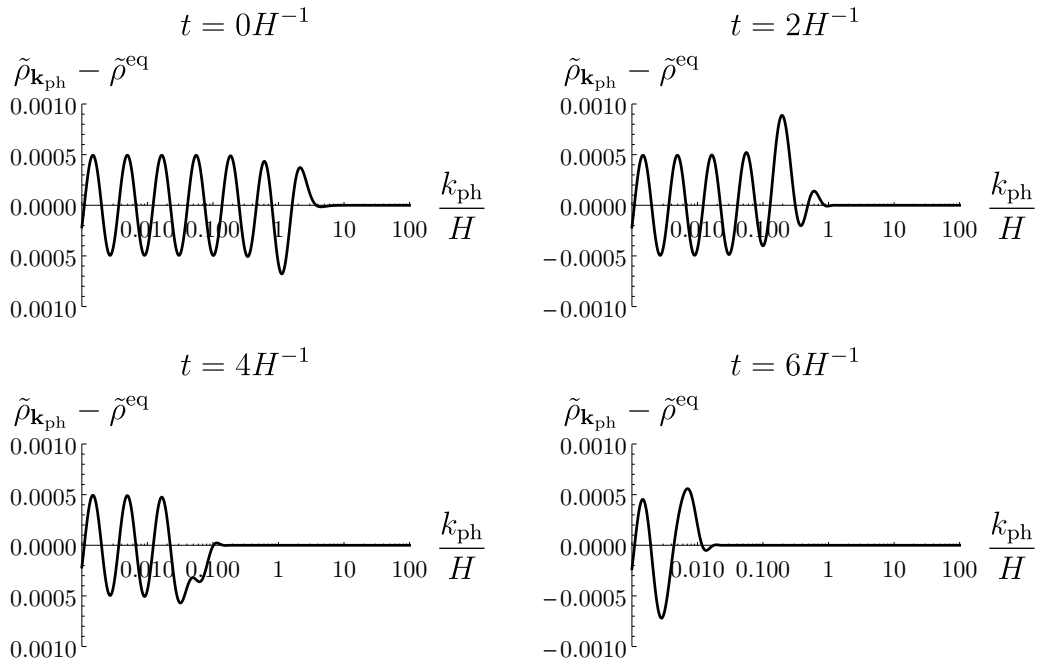 t = 0H⁻¹
ρ̃_{k_ph} − ρ̃^eq
0.0010
0.0005
0.0000
0.0005
0.0010
0.010 0.100 1 10 100
k_ph
H
t = 2H⁻¹
ρ̃_{k_ph} − ρ̃^eq
0.0010
0.0005
0.0000
−0.0005
−0.0010
0.010 0.100 1 10 100
k_ph
H
t = 4H⁻¹
ρ̃_{k_ph} − ρ̃^eq
0.0010
0.0005
0.0000
0.0005
0.0010
0.010 0.100 1 10 100
k_ph
H
t = 6H⁻¹
ρ̃_{k_ph} − ρ̃^eq
0.0010
0.0005
0.0000
−0.0005
−0.0010
0.010 0.100 1 10 100
k_ph
H